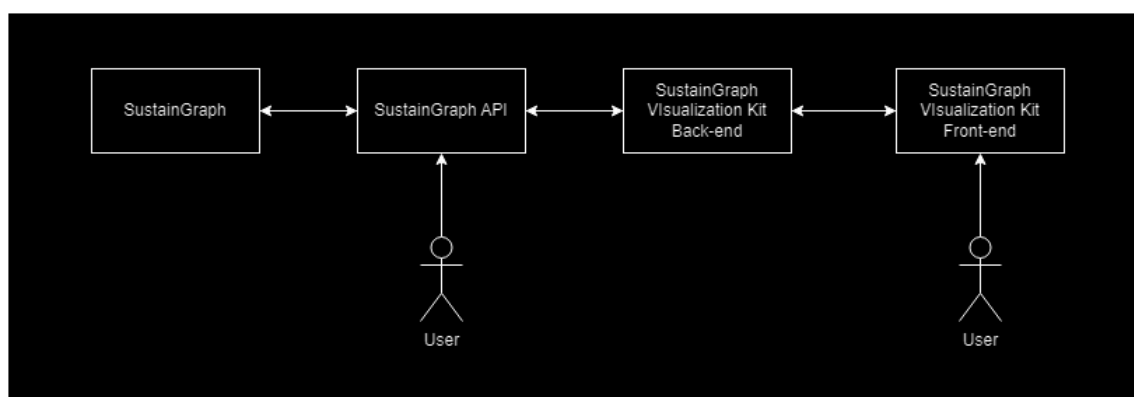 SustainGraph
SustainGraph API
SustainGraph
VIsualization Kit
Back-end
SustainGraph
VIsualization Kit
Front-end
User
User